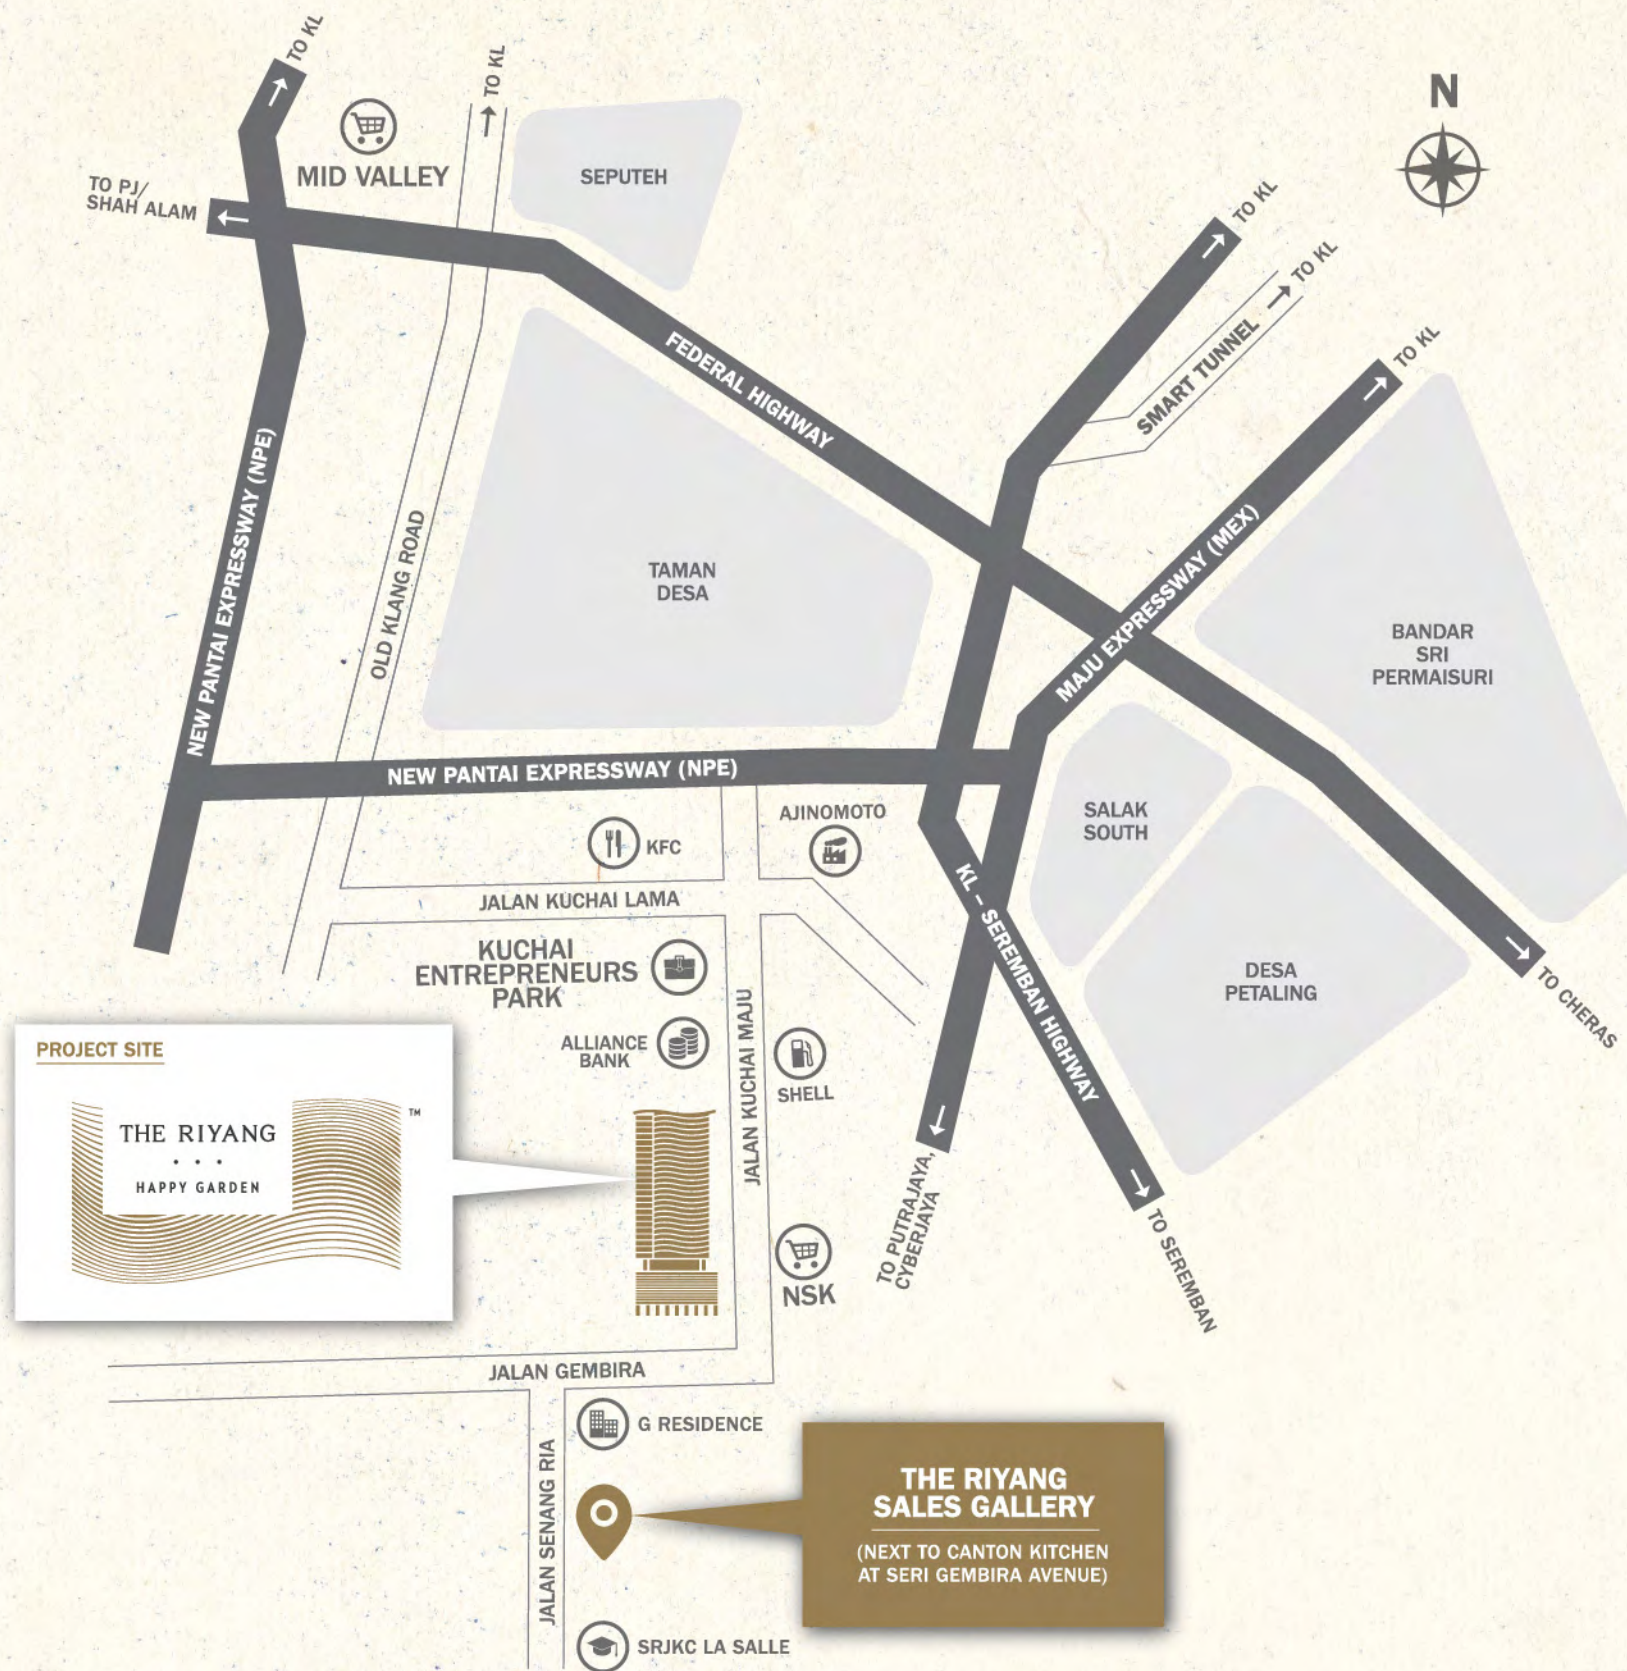 TO KL
TO KL
N
MID VALLEY
SEPUTEH
TO PJ/
SHAH ALAM
TO KL
TO KL
SMART TUNNEL
TO KL
FEDERAL HIGHWAY
NEW PANTAI EXPRESSWAY (NPE)
OLD KLANG ROAD
TAMAN
DESA
MAJU EXPRESSWAY (MEX)
BANDAR
SRI
PERMAISURI
NEW PANTAI EXPRESSWAY (NPE)
AJINOMOTO
SALAK
SOUTH
KFC
JALAN KUCHAI LAMA
KL – SEREMBAN HIGHWAY
KUCHAI
ENTREPRENEURS
PARK
DESA
PETALING
TO CHERAS
ALLIANCE
BANK
JALAN KUCHAI MAJU
SHELL
PROJECT SITE
THE RIYANG
HAPPY GARDEN
TM
TO PUTRAJAYA,
CYBERJAYA
TO SEREMBAN
NSK
JALAN GEMBIRA
G RESIDENCE
JALAN SENANG RIA
THE RIYANG
SALES GALLERY
(NEXT TO CANTON KITCHEN
AT SERI GEMBIRA AVENUE)
SRJKC LA SALLE